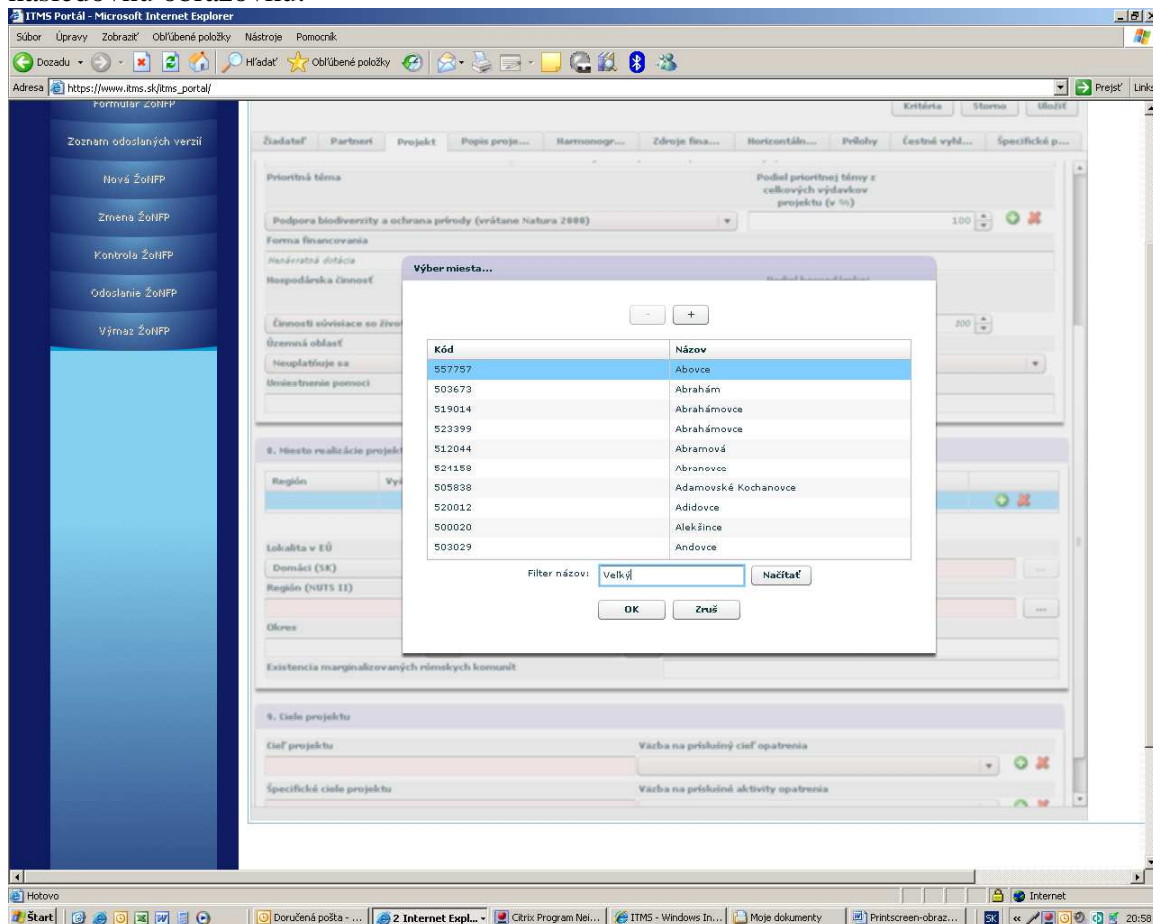 ITMS Portál - Microsoft Internet Explorer
Súbor Úpravy Zobraziť Obľúbené položky Nástroje Pomocník
Dozadu Hľadať Obľúbené položky
Adresa https://www.itms.sk/itms_portal/ Prejsť Links
Formulár ŽoNFP
Zoznam odoslaných verzií
Nová ŽoNFP
Zmena ŽoNFP
Kontrola ŽoNFP
Odoslanie ŽoNFP
Výmaz ŽoNFP
Kritériá Storno Uložiť
Žiadateľ Partneri Projekt Popis proje... Harmonogr... Zdroje fina... Horizontáln... Prílohy Čestné vyhl... Špecifické p...
Prioritná téma
Podiel prioritnej témy z
celkových výdavkov
projektu (v %)
Podpora biodiverzity a ochrana prírody (vrátane Natura 2000) 100
Forma financovania
Nenávratná dotácia
Hospodárska činnosť
Činnosti súvisiace so život
200
Územná oblasť
Neuplatňuje sa
Umiestnenie pomoci
8. Miesto realizácie projekt
Región
Lokalita v EÚ
Domáci (SK) ...
Región (NUTS II)
...
Okres
Existencia marginalizovaných rómskych komunít
Výber miesta...
- +
Kód Názov
557757 Abovce
503673 Abrahám
519014 Abrahámovce
523399 Abrahámovce
512044 Abramová
524158 Abranovce
505838 Adamovské Kochanovce
520012 Adidovce
500020 Alekšince
503029 Andovce
Filter názov: Veľký Načítať
OK Zruš
9. Ciele projektu
Cieľ projektu Väzba na príslušný cieľ opatrenia
Špecifické ciele projektu Väzba na príslušné aktivity opatrenia
Hotovo Internet
Štart Doručená pošta - ... 2 Internet Expl... Citrix Program Nei... ITMS - Windows In... Moje dokumenty Printscreen-obraz... SK 20:58